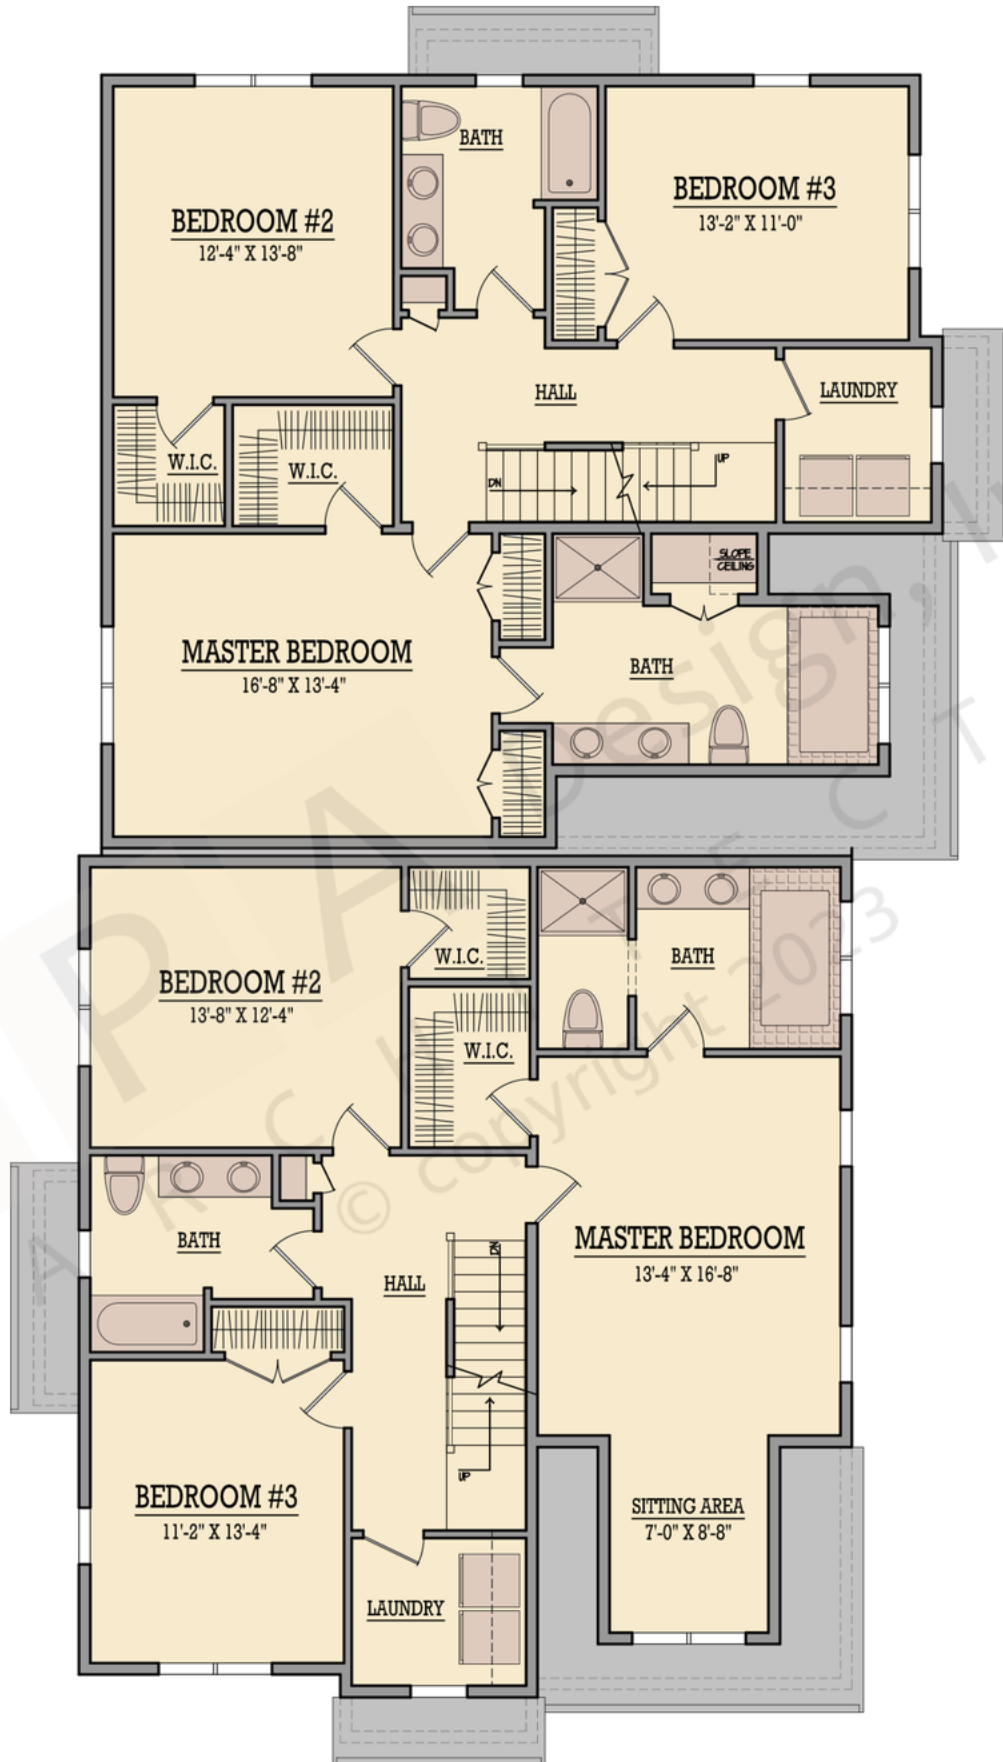 BATH
BEDROOM #3
13'-2" X 11'-0"
BEDROOM #2
12'-4" X 13'-8"
HALL
LAUNDRY
W.I.C.
W.I.C.
UP
DN
SLOPE
CEILING
MASTER BEDROOM
16'-8" X 13'-4"
BATH
W.I.C.
BATH
BEDROOM #2
13'-8" X 12'-4"
W.I.C.
BATH
DN
MASTER BEDROOM
13'-4" X 16'-8"
HALL
UP
BEDROOM #3
11'-2" X 13'-4"
SITTING AREA
7'-0" X 8'-8"
LAUNDRY
PA Design, I
ARCHITECT
© copyright 2023